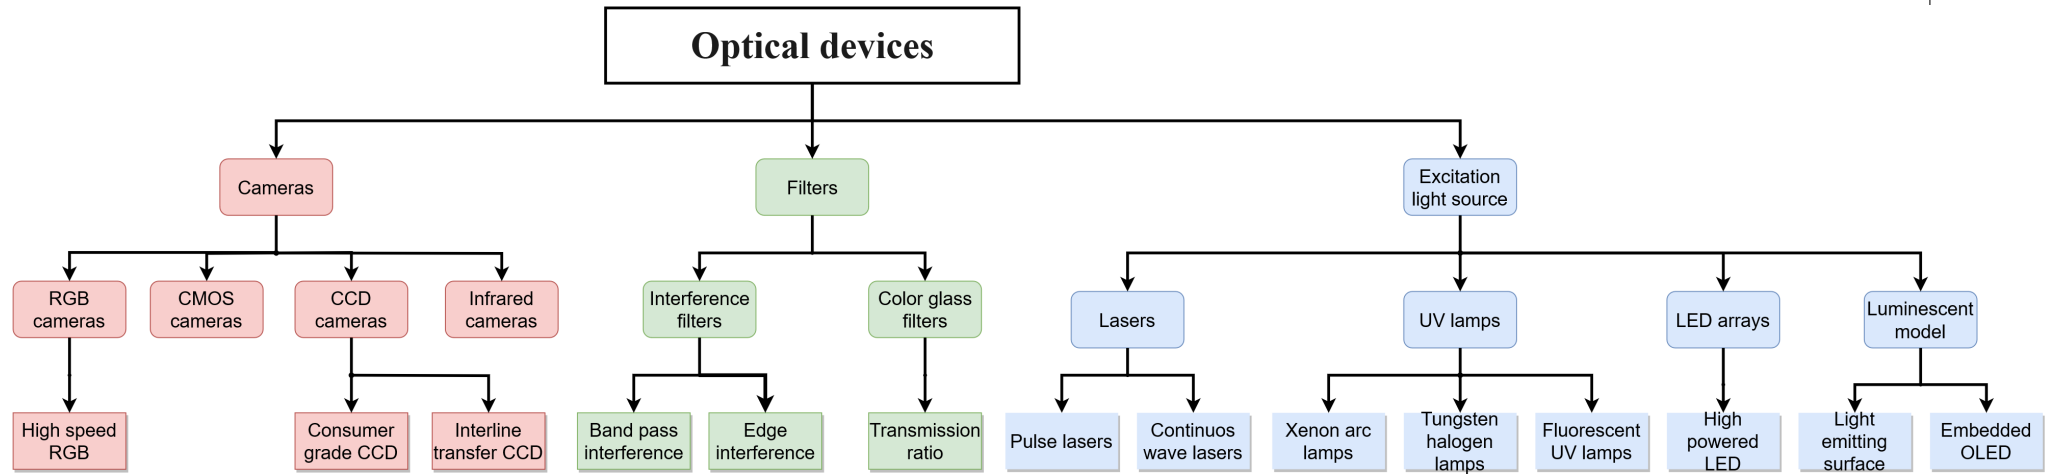 Optical devices
Cameras
Filters
Excitation
light source
RGB
cameras
CMOS
cameras
CCD
cameras
Infrared
cameras
Interference
filters
Color glass
filters
Lasers
UV lamps
LED arrays
Luminescent
model
High speed
RGB
Consumer
grade CCD
Interline
transfer CCD
Band pass
interference
Edge
interference
Transmission
ratio
Pulse lasers
Continuos
wave lasers
Xenon arc
lamps
Tungsten
halogen
lamps
Fluorescent
UV lamps
High
powered
LED
Light
emitting
surface
Embedded
OLED